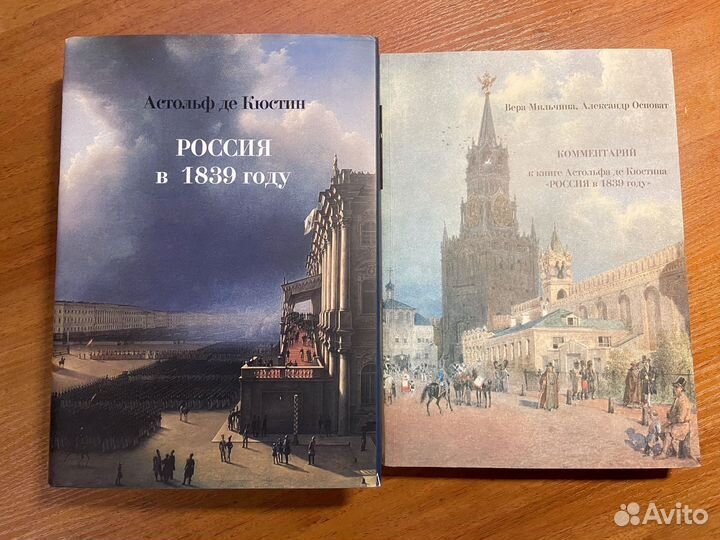 Астольф де Кюстин
РОССИЯ
в 1839 году
Вера Мильчина, Александр Осповат
КОММЕНТАРИЙ
к книге Астольфа де Кюстина
«РОССИЯ в 1839 году»
Avito